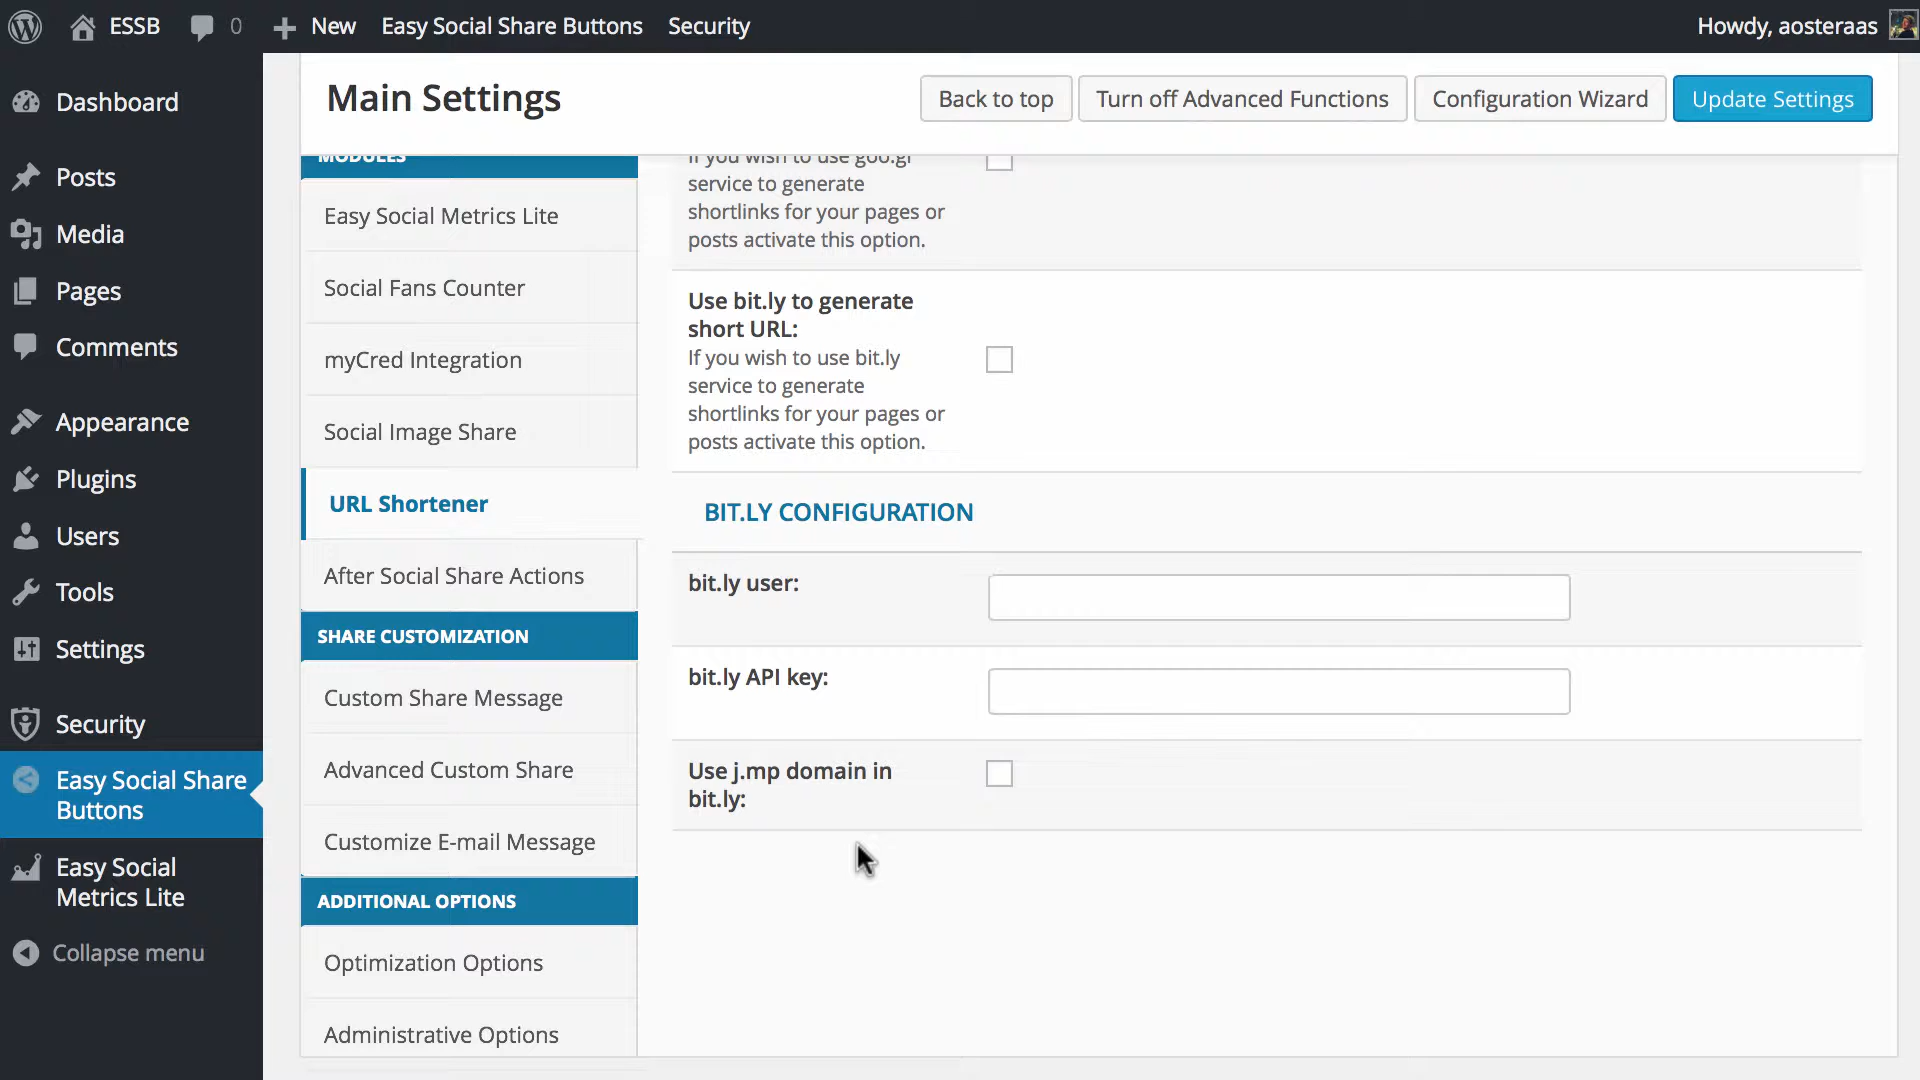 ESSB
0
New
Easy Social Share Buttons
Security
Howdy, aosteraas
Dashboard
Posts
Media
Pages
Comments
Appearance
Plugins
Users
Tools
Settings
Security
Easy Social Share
Buttons
Easy Social
Metrics Lite
Collapse menu
Main Settings
Back to top
Turn off Advanced Functions
Configuration Wizard
Update Settings
MODULES
Easy Social Metrics Lite
Social Fans Counter
myCred Integration
Social Image Share
URL Shortener
After Social Share Actions
SHARE CUSTOMIZATION
Custom Share Message
Advanced Custom Share
Customize E-mail Message
ADDITIONAL OPTIONS
Optimization Options
Administrative Options
If you wish to use goo.gl
service to generate
shortlinks for your pages or
posts activate this option.
Use bit.ly to generate
short URL:
If you wish to use bit.ly
service to generate
shortlinks for your pages or
posts activate this option.
BIT.LY CONFIGURATION
bit.ly user:
bit.ly API key:
Use j.mp domain in
bit.ly: